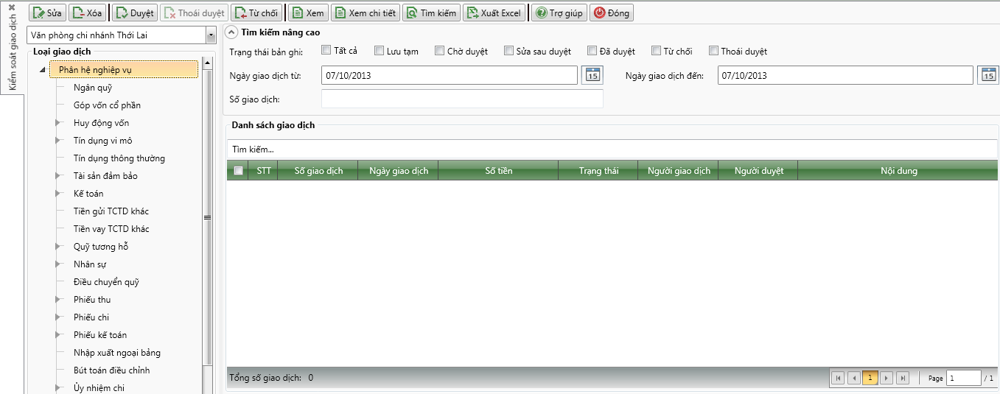 Sửa Xóa Duyệt Thoái duyệt Từ chối Xem Xem chi tiết Tìm kiếm Xuất Excel Trợ giúp Đóng
Kiểm soát giao dịch
Văn phòng chi nhánh Thới Lai
Loại giao dịch
Phân hệ nghiệp vụ
Ngân quỹ
Góp vốn cổ phần
Huy động vốn
Tín dụng vi mô
Tín dụng thông thường
Tài sản đảm bảo
Kế toán
Tiền gửi TCTD khác
Tiền vay TCTD khác
Quỹ tương hỗ
Nhân sự
Điều chuyển quỹ
Phiếu thu
Phiếu chi
Phiếu kế toán
Nhập xuất ngoại bảng
Bút toán điều chỉnh
Ủy nhiệm chi
Tìm kiếm nâng cao
Trạng thái bản ghi: Tất cả Lưu tạm Chờ duyệt Sửa sau duyệt Đã duyệt Từ chối Thoái duyệt
Ngày giao dịch từ: 07/10/2013 15 Ngày giao dịch đến: 07/10/2013 15
Số giao dịch:
Danh sách giao dịch
Tìm kiếm...
STT Số giao dịch Ngày giao dịch Số tiền Trạng thái Người giao dịch Người duyệt Nội dung
Tổng số giao dịch: 0 1 Page 1 / 1